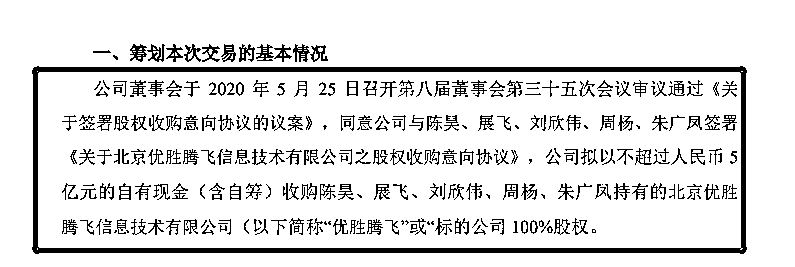 一、筹划本次交易的基本情况
公司董事会于 2020 年 5 月 25 日召开第八届董事会第三十五次会议审议通过《关
于签署股权收购意向协议的议案》，同意公司与陈昊、展飞、刘欣伟、周杨、朱广凤签署
《关于北京优胜腾飞信息技术有限公司之股权收购意向协议》，公司拟以不超过人民币 5
亿元的自有现金（含自筹）收购陈昊、展飞、刘欣伟、周杨、朱广凤持有的北京优胜
腾飞信息技术有限公司（以下简称“优胜腾飞”或“标的公司 100%股权。